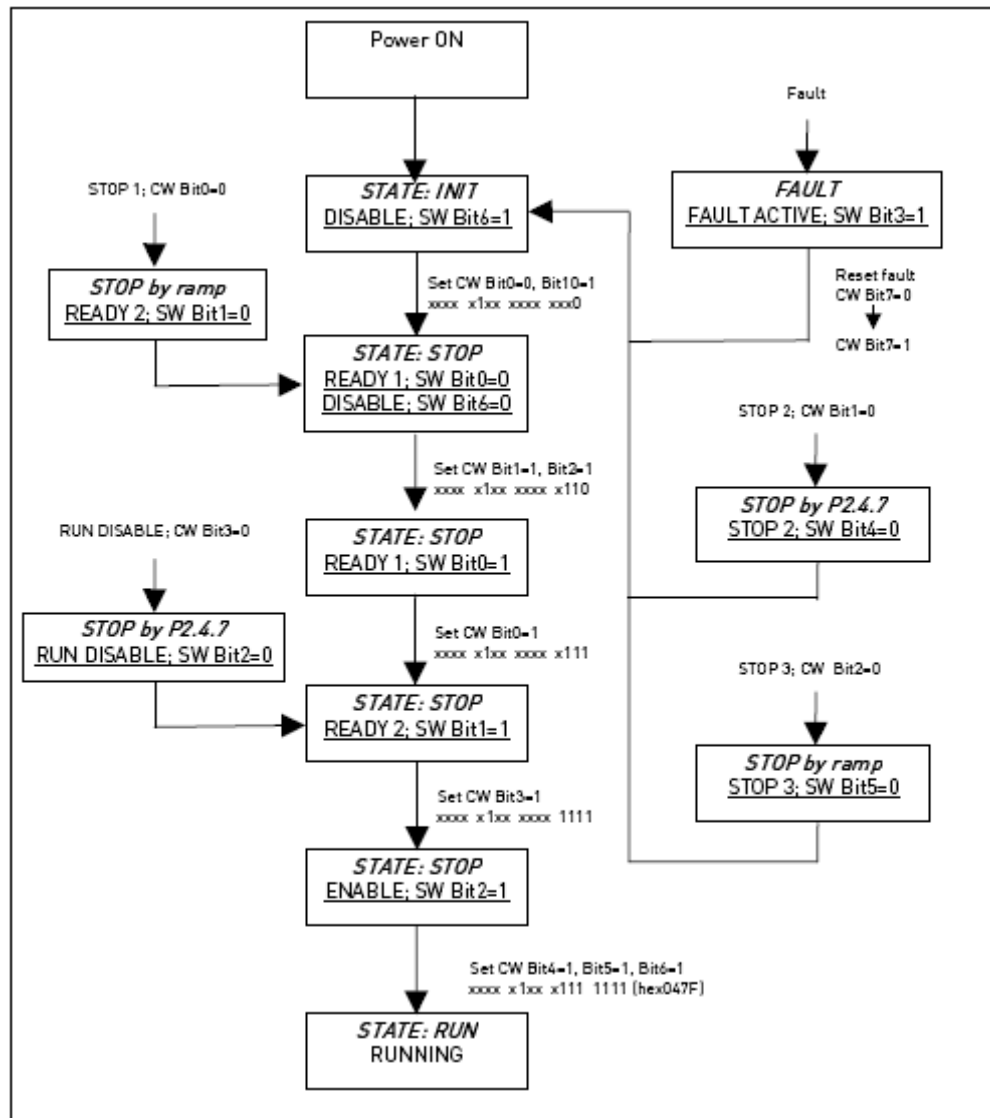 Power ON
Fault
STOP 1; CW Bit0=0
STATE: INIT
DISABLE; SW Bit6=1
FAULT
FAULT ACTIVE; SW Bit3=1
Set CW Bit0=0, Bit10=1
xxxx x1xx xxxx xxx0
Reset fault
CW Bit7=0
CW Bit7=1
STOP by ramp
READY 2; SW Bit1=0
STATE: STOP
READY 1; SW Bit0=0
DISABLE; SW Bit6=0
STOP 2; CW Bit1=0
Set CW Bit1=1, Bit2=1
xxxx x1xx xxxx x110
RUN DISABLE; CW Bit3=0
STATE: STOP
READY 1; SW Bit0=1
STOP by P2.4.7
STOP 2; SW Bit4=0
STOP by P2.4.7
RUN DISABLE; SW Bit2=0
Set CW Bit0=1
xxxx x1xx xxxx x111
STOP 3; CW Bit2=0
STATE: STOP
READY 2; SW Bit1=1
STOP by ramp
STOP 3; SW Bit5=0
Set CW Bit3=1
xxxx x1xx xxxx 1111
STATE: STOP
ENABLE; SW Bit2=1
Set CW Bit4=1, Bit5=1, Bit6=1
xxxx x1xx x111 1111 (hex047F)
STATE: RUN
RUNNING